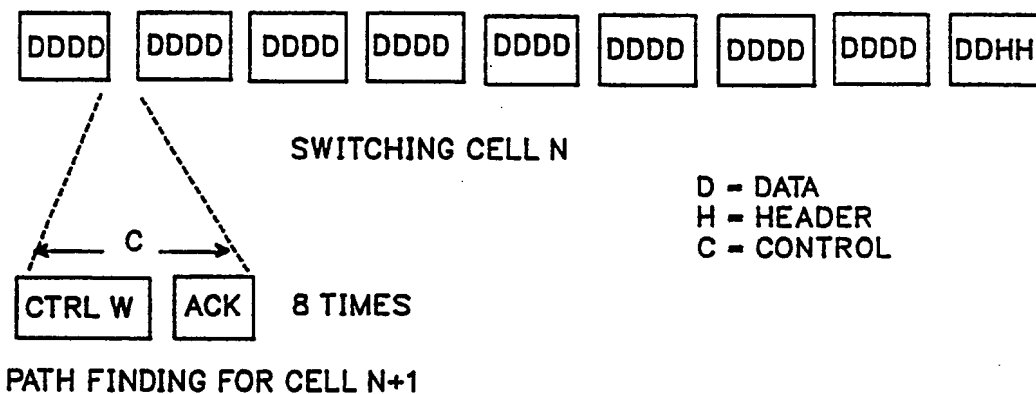 DDDD DDDD DDDD DDDD DDDD DDDD DDDD DDDD DDHH
SWITCHING CELL N
D = DATA
H = HEADER
C = CONTROL
C
CTRL W ACK 8 TIMES
PATH FINDING FOR CELL N+1